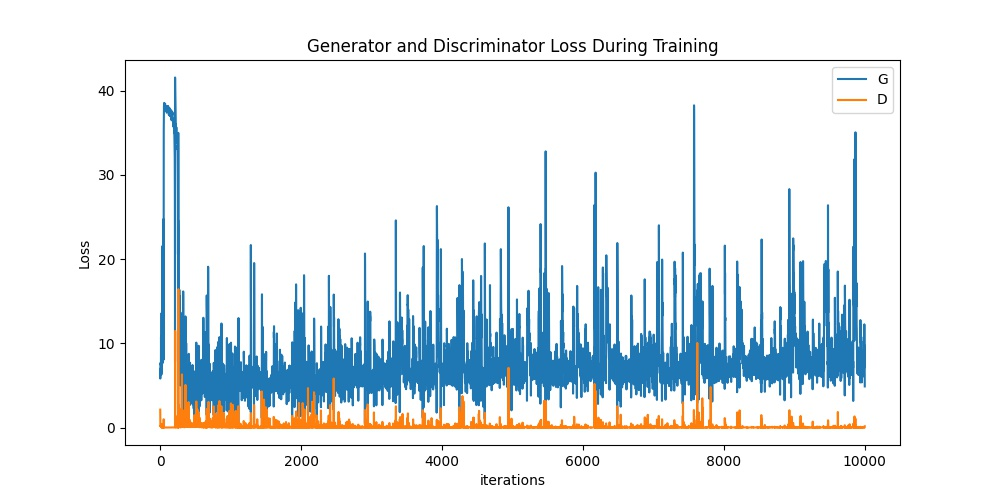 Generator and Discriminator Loss During Training
G
D
Loss
40
30
20
10
0
0 2000 4000 6000 8000 10000
iterations